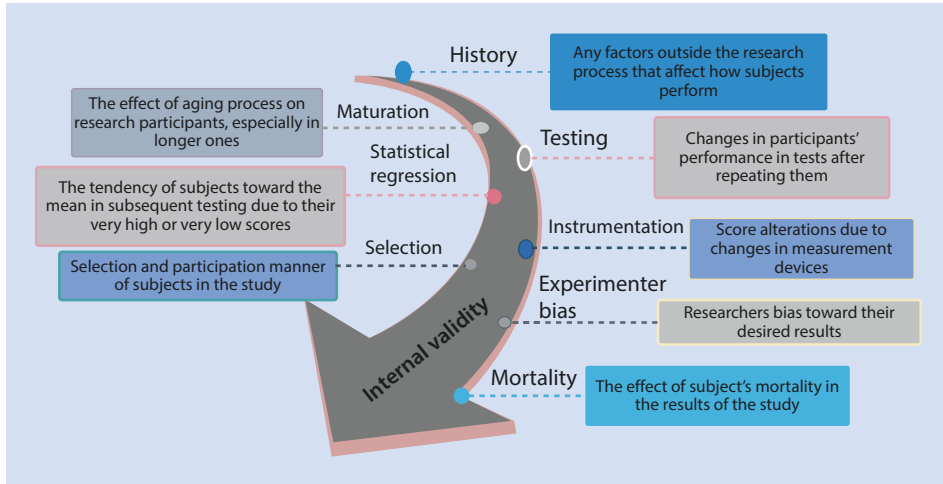 History
Any factors outside the research
process that affect how subjects
perform
The effect of aging process on
research participants, especially in
longer ones
Maturation
Testing
Changes in participants’
performance in tests after
repeating them
Statistical
regression
The tendency of subjects toward the
mean in subsequent testing due to their
very high or very low scores
Instrumentation
Score alterations due to
changes in measurement
devices
Selection
Selection and participation manner
of subjects in the study
Experimenter
bias
Researchers bias toward their
desired results
Internal validity
Mortality
The effect of subject’s mortality in
the results of the study